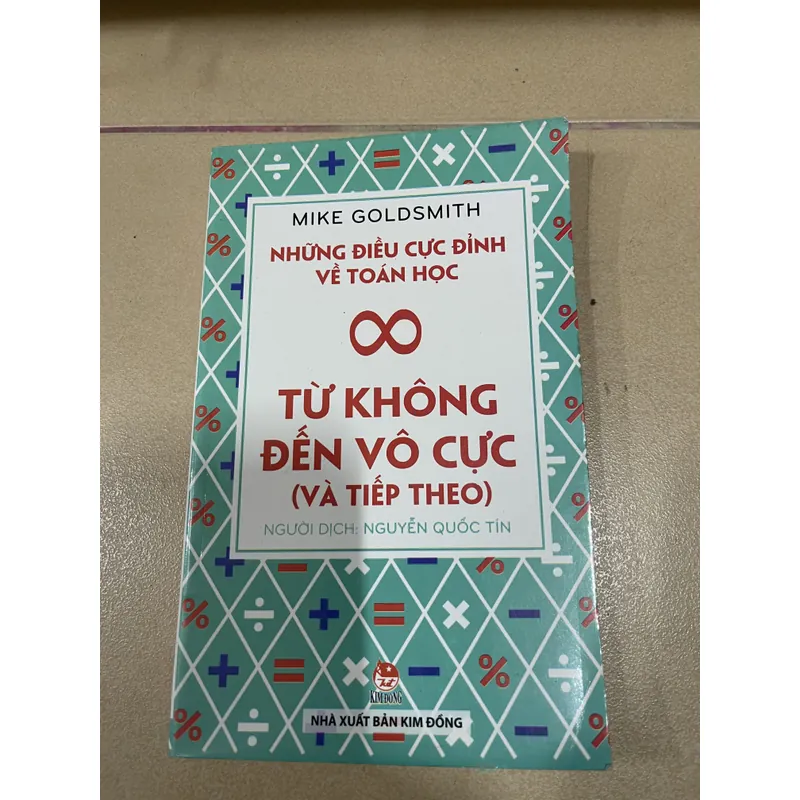 MIKE GOLDSMITH
NHỮNG ĐIỀU CỰC ĐỈNH
VỀ TOÁN HỌC
∞
TỪ KHÔNG
ĐẾN VÔ CỰC
(VÀ TIẾP THEO)
NGƯỜI DỊCH: NGUYỄN QUỐC TÍN
KIM ĐỒNG
NHÀ XUẤT BẢN KIM ĐỒNG